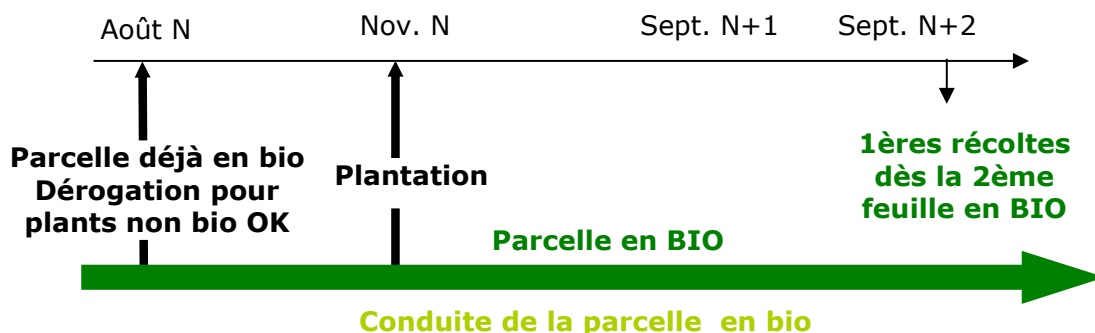 Août N
Nov. N
Sept. N+1
Sept. N+2
Parcelle déjà en bio
Dérogation pour
plants non bio OK
Plantation
1ères récoltes
dès la 2ème
feuille en BIO
Parcelle en BIO
Conduite de la parcelle en bio